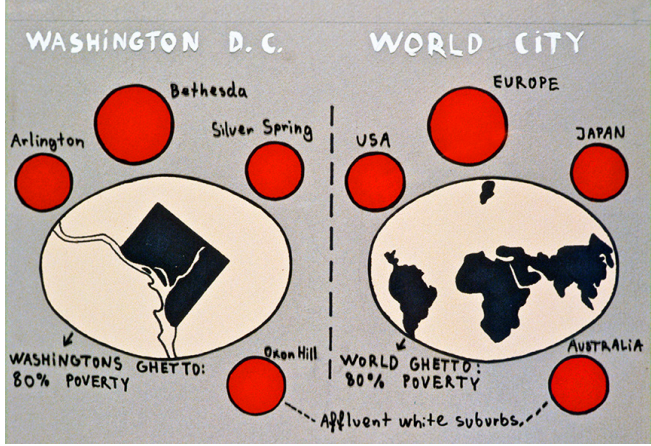 WASHINGTON D.C.
WORLD CITY
Bethesda
EUROPE
Arlington
Silver Spring
USA
JAPAN
WASHINGTONS GHETTO:
80% POVERTY
Oxon Hill
WORLD GHETTO:
80% POVERTY
AUSTRALIA
Affluent white suburbs.